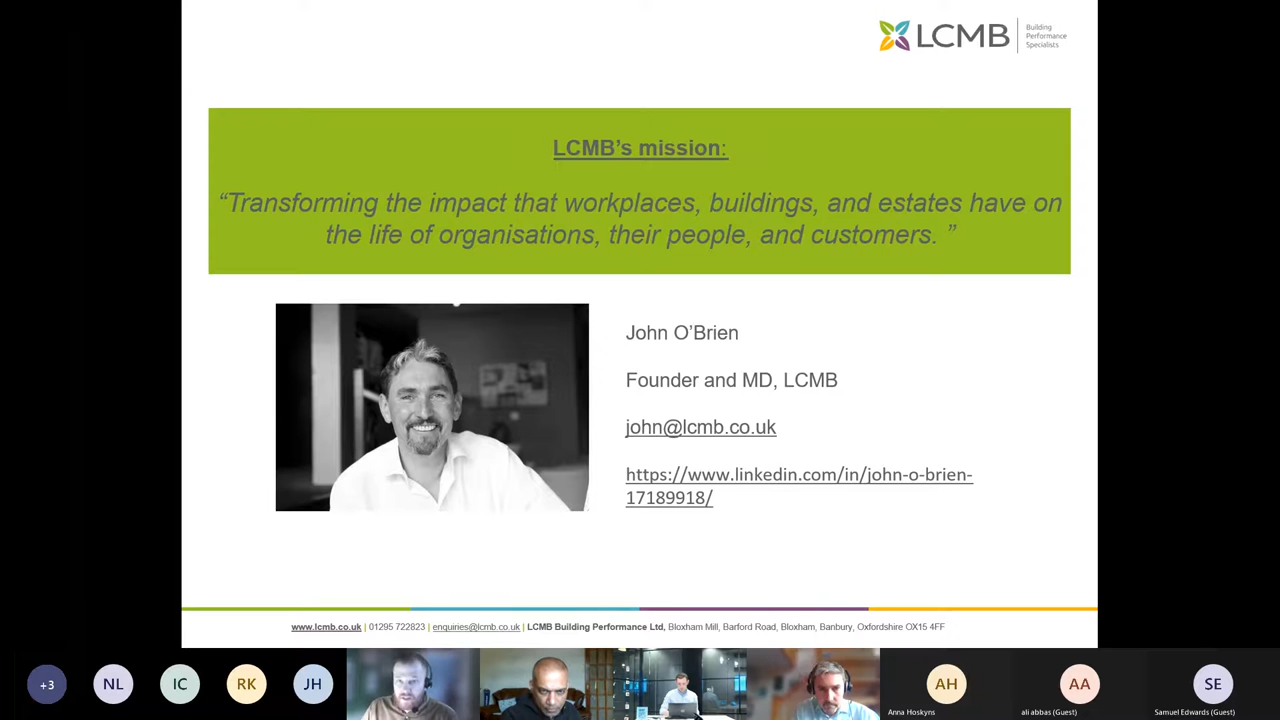 LCMB
Building
Performance
Specialists
LCMB’s mission:
“Transforming the impact that workplaces, buildings, and estates have on
the life of organisations, their people, and customers. ”
John O’Brien
Founder and MD, LCMB
john@lcmb.co.uk
https://www.linkedin.com/in/john-o-brien-
17189918/
www.lcmb.co.uk | 01295 722823 | enquiries@lcmb.co.uk | LCMB Building Performance Ltd, Bloxham Mill, Barford Road, Bloxham, Banbury, Oxfordshire OX15 4FF
+3 NL IC RK JH AH AA SE
Anna Hoskyns ali abbas (Guest) Samuel Edwards (Guest)